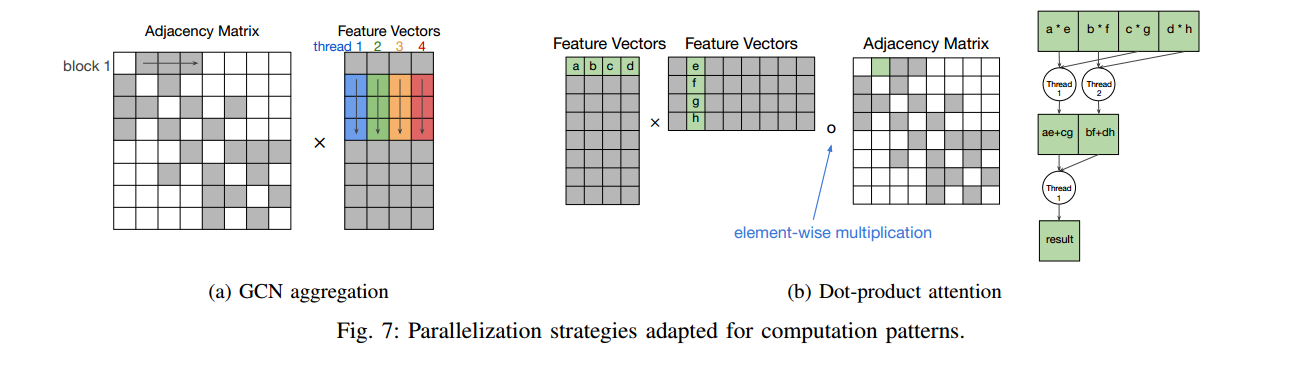 Adjacency Matrix
Feature Vectors
thread 1 2 3 4
block 1
×
(a) GCN aggregation
Feature Vectors
Feature Vectors
Adjacency Matrix
a b c d
e
f
g
h
×
o
element-wise multiplication
a * e b * f c * g d * h
Thread 1
Thread 2
ae+cg bf+dh
Thread 1
result
(b) Dot-product attention
Fig. 7: Parallelization strategies adapted for computation patterns.